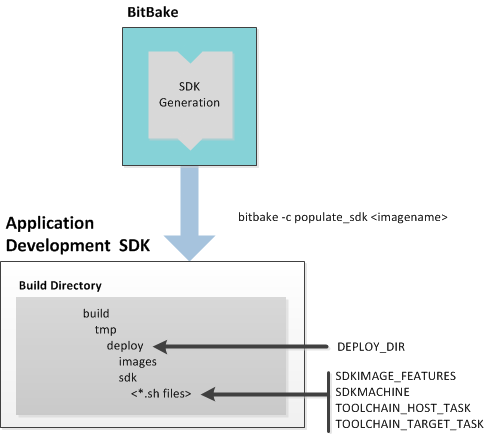 BitBake
SDK
Generation
bitbake -c populate_sdk <imagename>
Application
Development SDK
Build Directory
build
tmp
deploy
images
sdk
<*.sh files>
DEPLOY_DIR
SDKIMAGE_FEATURES
SDKMACHINE
TOOLCHAIN_HOST_TASK
TOOLCHAIN_TARGET_TASK